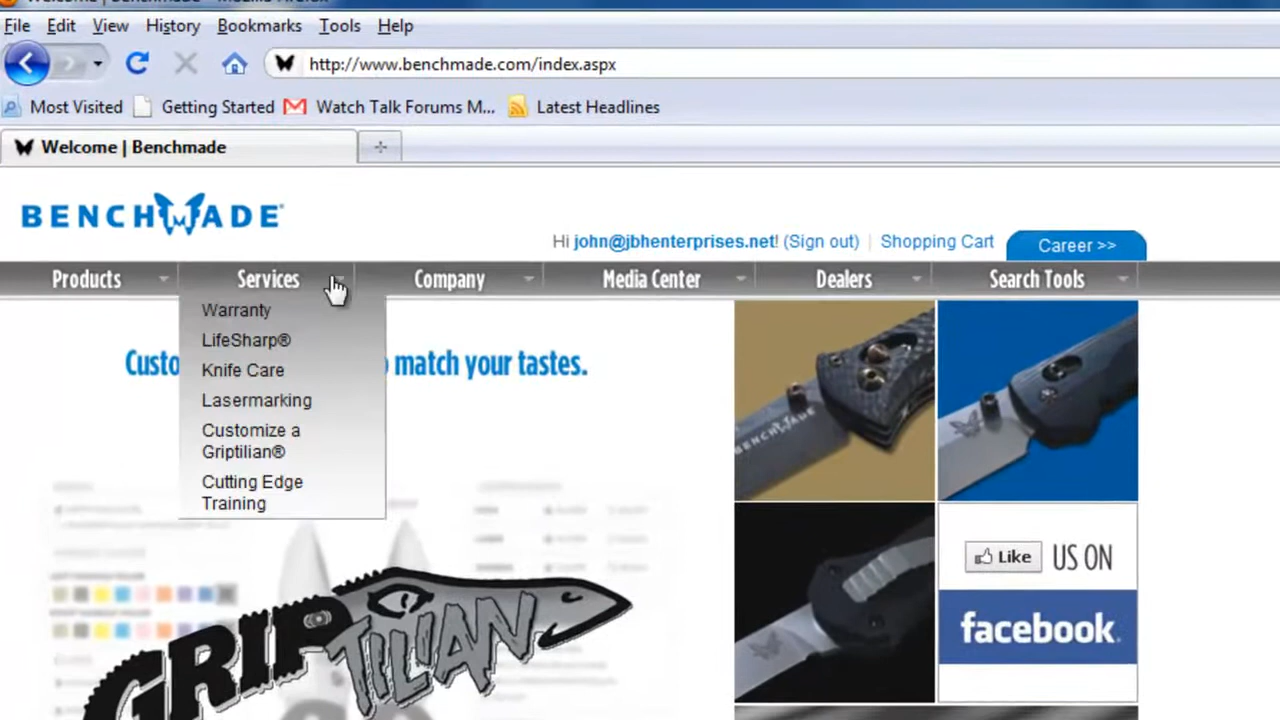 File Edit View History Bookmarks Tools Help
http://www.benchmade.com/index.aspx
Most Visited Getting Started Watch Talk Forums M... Latest Headlines
Welcome | Benchmade
BENCHMADE®
Hi john@jbhenterprises.net! (Sign out) | Shopping Cart Career >>
Products Services Company Media Center Dealers Search Tools
Warranty
LifeSharp®
Knife Care
Lasermarking
Customize a
Griptilian®
Cutting Edge
Training
match your tastes.
BENCHMADE
Like US ON
facebook.
GRIPTILIAN